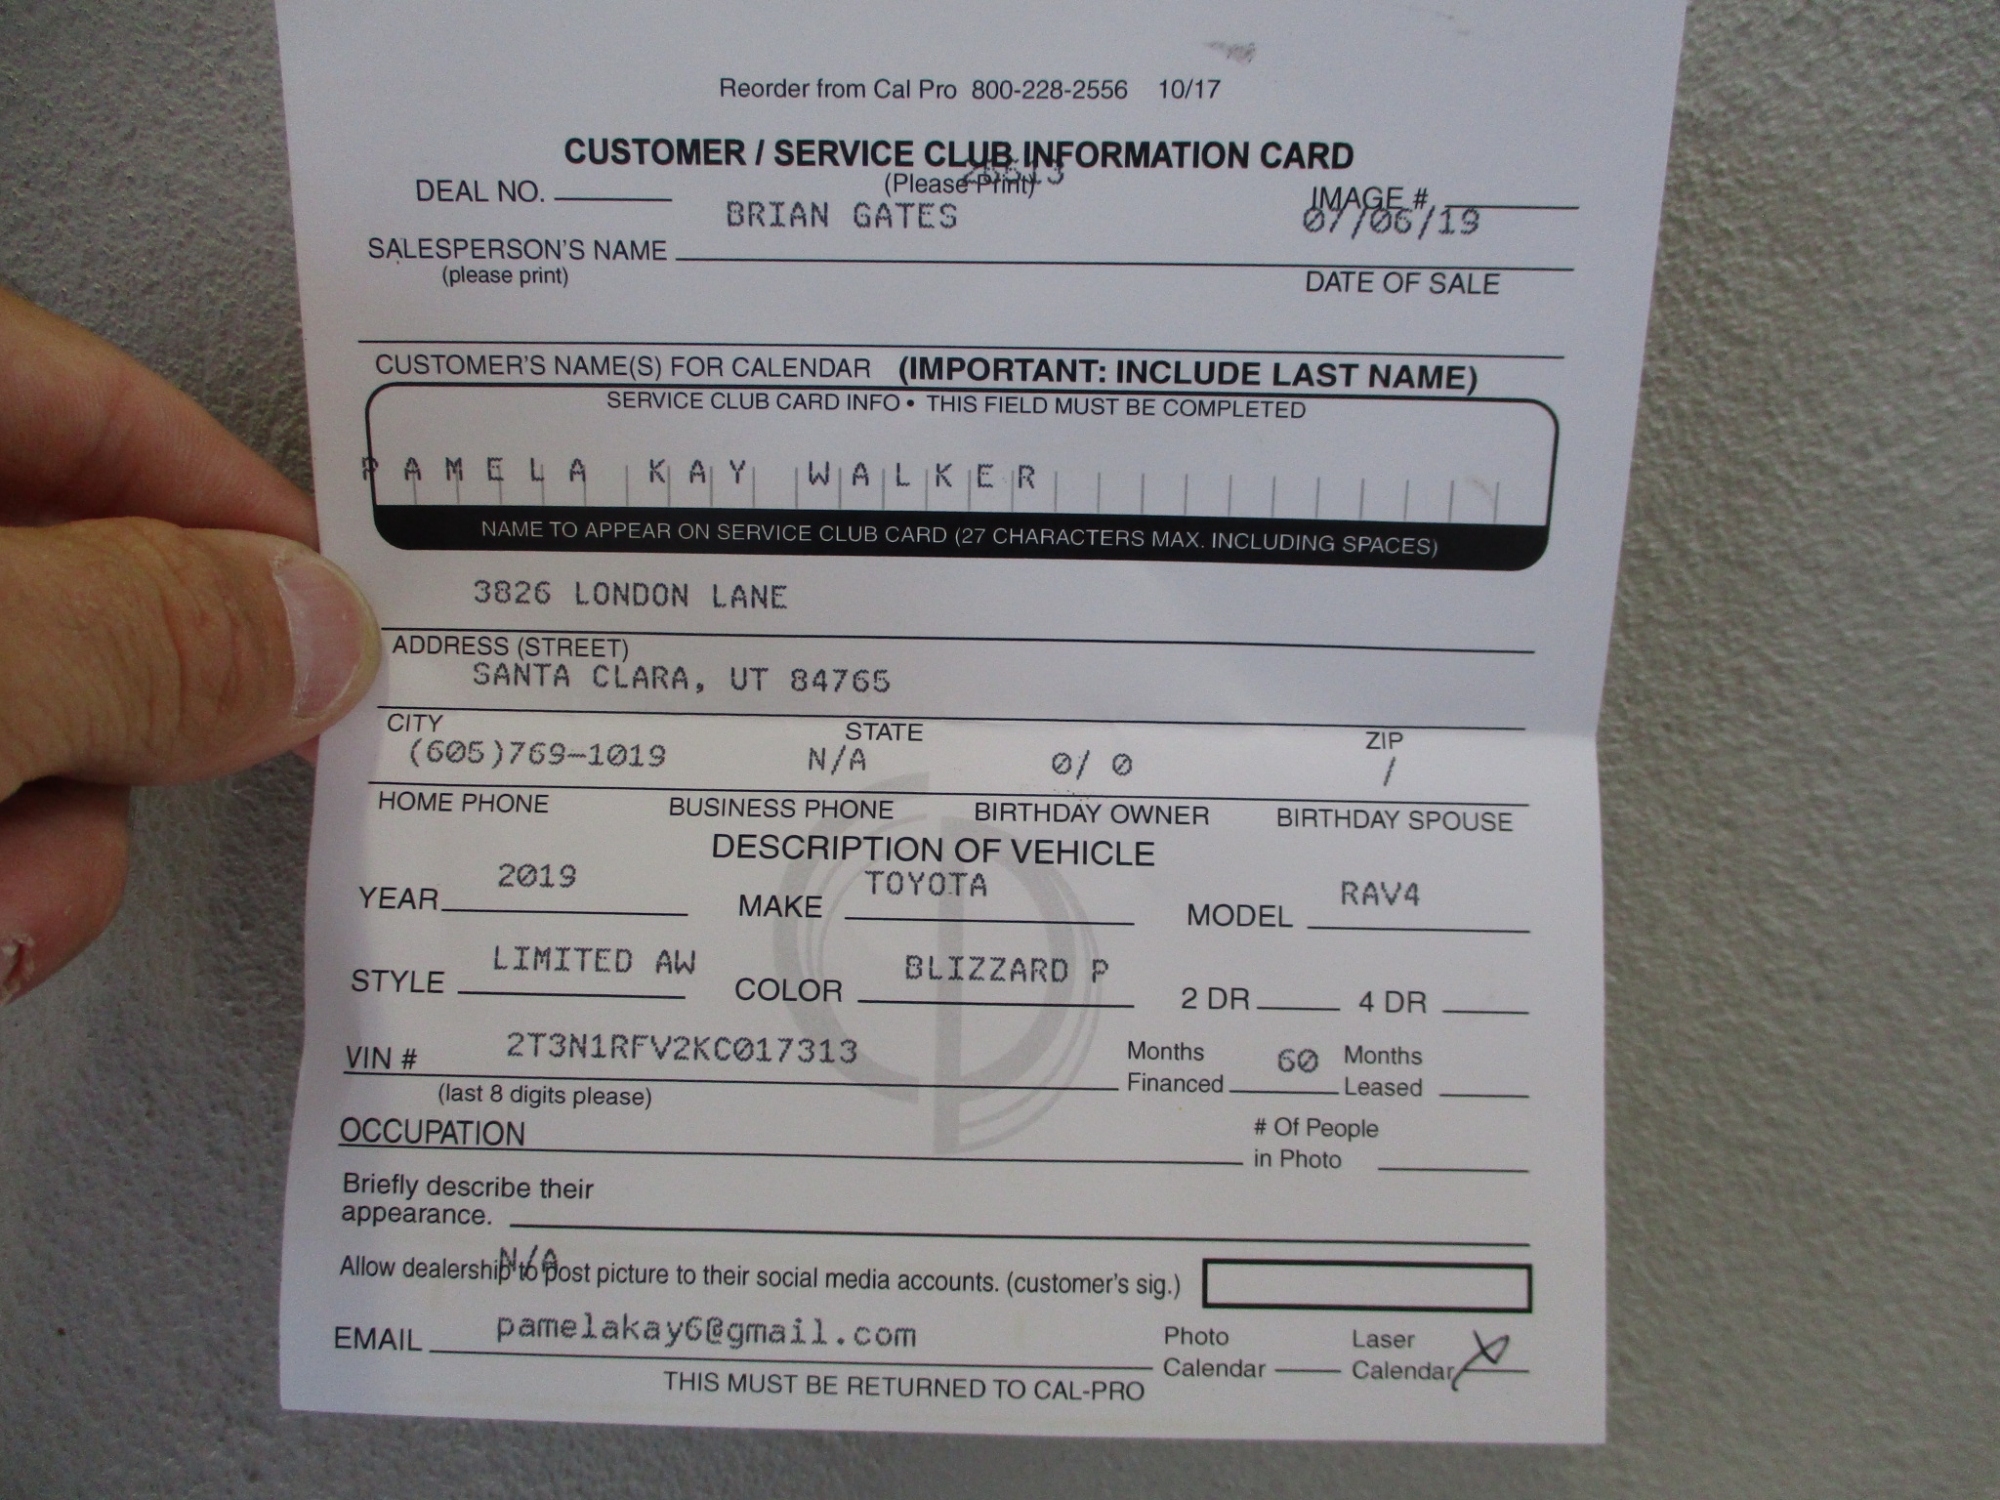 Reorder from Cal Pro 800-228-2556 10/17
CUSTOMER / SERVICE CLUB INFORMATION CARD
(Please Print)
DEAL NO. IMAGE #
BRIAN GATES 07/06/19
SALESPERSON'S NAME
(please print) DATE OF SALE
CUSTOMER'S NAME(S) FOR CALENDAR (IMPORTANT: INCLUDE LAST NAME)
SERVICE CLUB CARD INFO • THIS FIELD MUST BE COMPLETED
PAMELA KAY WALKER
NAME TO APPEAR ON SERVICE CLUB CARD (27 CHARACTERS MAX. INCLUDING SPACES)
3826 LONDON LANE
ADDRESS (STREET)
SANTA CLARA, UT 84765
CITY STATE ZIP
(605)769-1019 N/A 0/ 0 /
HOME PHONE BUSINESS PHONE BIRTHDAY OWNER BIRTHDAY SPOUSE
DESCRIPTION OF VEHICLE
YEAR 2019 MAKE TOYOTA MODEL RAV4
STYLE LIMITED AW COLOR BLIZZARD P 2 DR 4 DR
VIN # 2T3N1RFV2KC017313 Months Financed 60 Months Leased
(last 8 digits please)
OCCUPATION # Of People in Photo
Briefly describe their
appearance.
N/A
Allow dealership to post picture to their social media accounts. (customer's sig.)
EMAIL pamelakay6@gmail.com Photo Calendar Laser Calendar X
THIS MUST BE RETURNED TO CAL-PRO